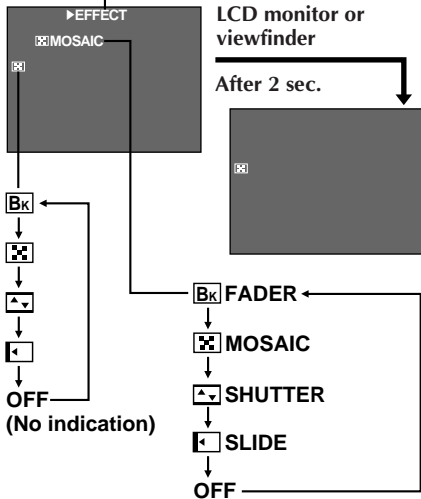 ▶EFFECT
MOSAIC
LCD monitor or
viewfinder
After 2 sec.
BK
OFF
(No indication)
BK FADER
MOSAIC
SHUTTER
SLIDE
OFF